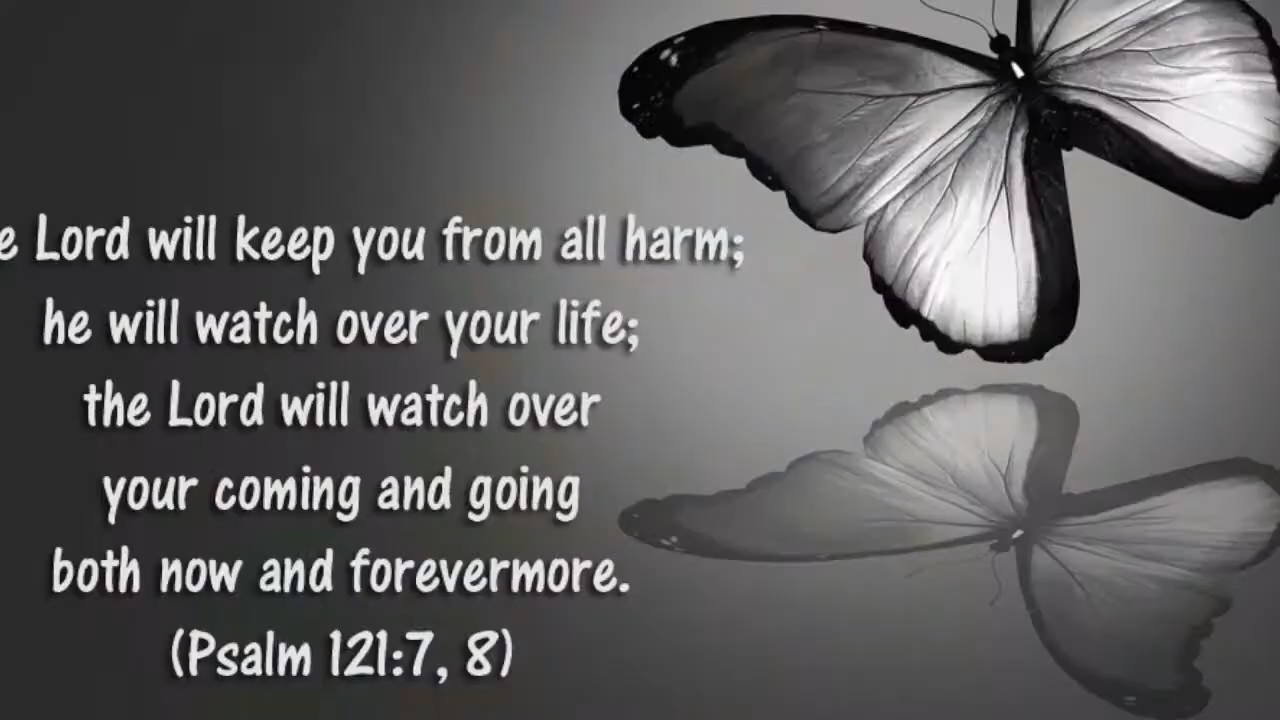 e Lord will keep you from all harm;
he will watch over your life;
the Lord will watch over
your coming and going
both now and forevermore.
(Psalm 121:7, 8)